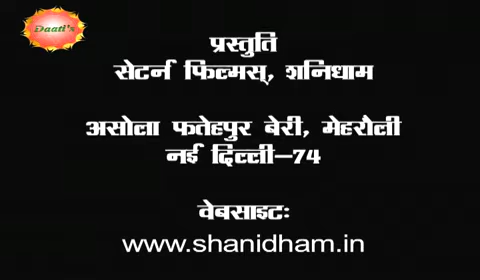 Daati's
प्रस्तुति
सेटर्न फिल्मस्, शनिधाम
असोला फतेहपुर बेरी, मेहरौली
नई दिल्ली-74
वेबसाइटः
www.shanidham.in